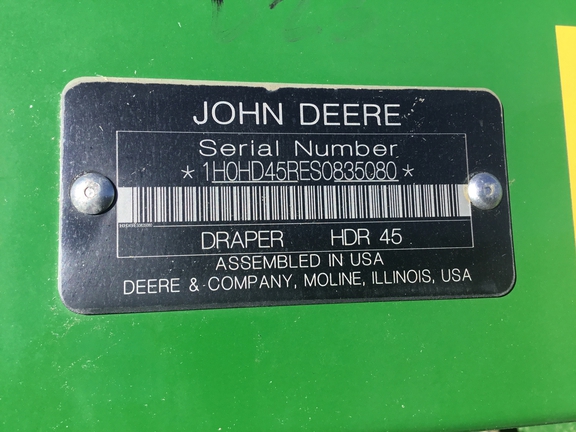 JOHN DEERE
Serial Number
*1H0HD45RES0835080*
DRAPER HDR 45
ASSEMBLED IN USA
DEERE & COMPANY, MOLINE, ILLINOIS, USA